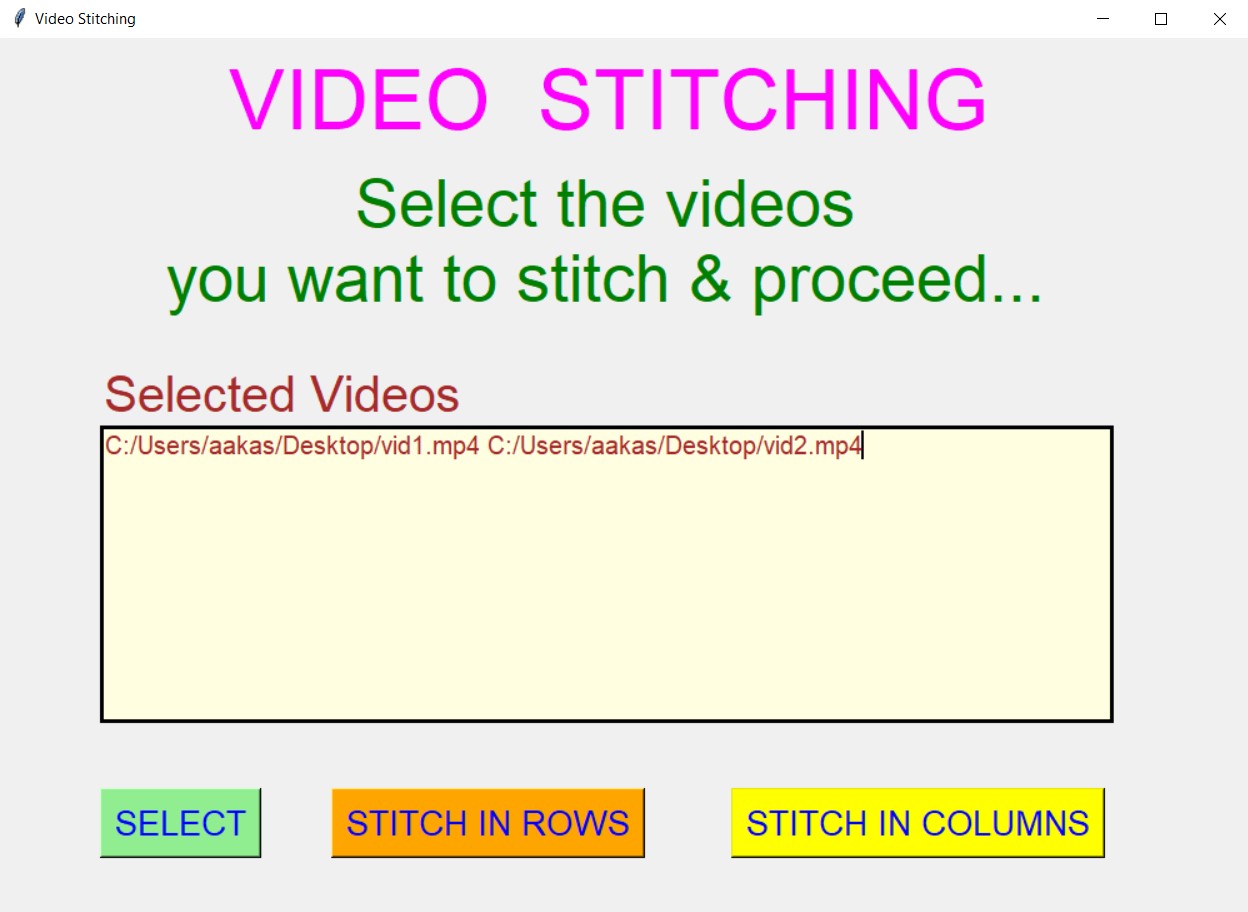 Video Stitching
VIDEO STITCHING
Select the videos
you want to stitch & proceed...
Selected Videos
C:/Users/aakas/Desktop/vid1.mp4 C:/Users/aakas/Desktop/vid2.mp4
SELECT
STITCH IN ROWS
STITCH IN COLUMNS